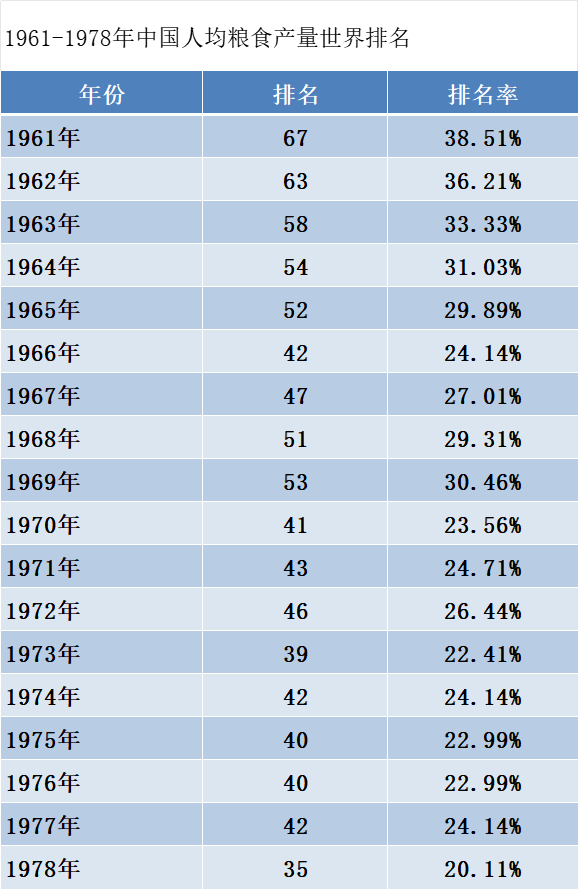 1961-1978年中国人均粮食产量世界排名
年份 排名 排名率
1961年 67 38.51%
1962年 63 36.21%
1963年 58 33.33%
1964年 54 31.03%
1965年 52 29.89%
1966年 42 24.14%
1967年 47 27.01%
1968年 51 29.31%
1969年 53 30.46%
1970年 41 23.56%
1971年 43 24.71%
1972年 46 26.44%
1973年 39 22.41%
1974年 42 24.14%
1975年 40 22.99%
1976年 40 22.99%
1977年 42 24.14%
1978年 35 20.11%